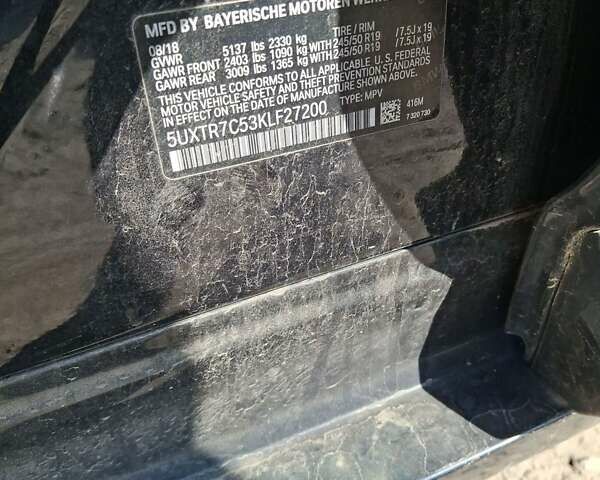 MFD BY BAYERISCHE MOTOREN WERKE
08/18 TIRE / RIM
GVWR 5137 lbs 2330 kg
GAWR FRONT 2403 lbs 1090 kg WITH 245/50 R19 / 7.5J x 19
GAWR REAR 3009 lbs 1365 kg WITH 245/50 R19 / 7.5J x 19
THIS VEHICLE CONFORMS TO ALL APPLICABLE U.S. FEDERAL
MOTOR VEHICLE SAFETY AND THEFT PREVENTION STANDARDS
IN EFFECT ON THE DATE OF MANUFACTURE.
5UXTR7C53KLF27200 TYPE: MPV
416M
7 320 730